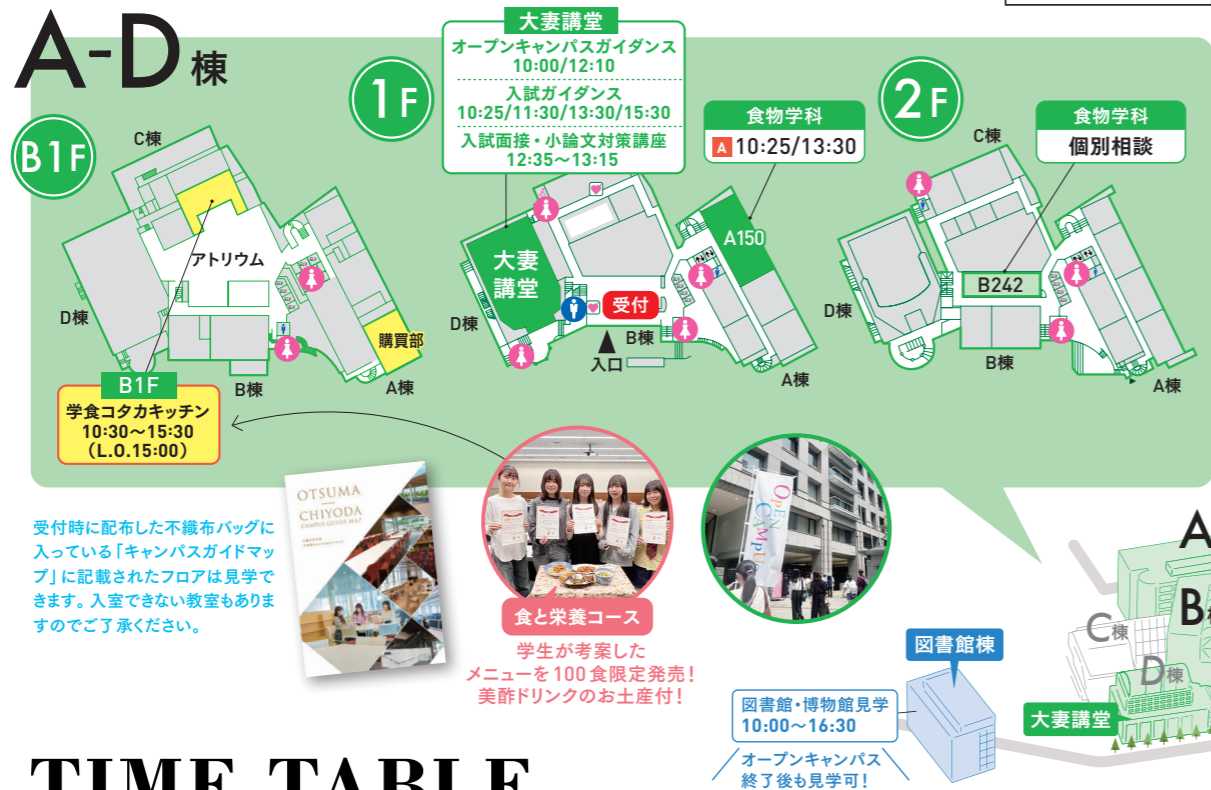 A-D棟
B1F
C棟
アトリウム
D棟
購買部
B棟
A棟
B1F
学食コタカキッチン
10:30〜15:30
(L.O.15:00)
1F
大妻講堂
オープンキャンパスガイダンス
10:00/12:10
入試ガイダンス
10:25/11:30/13:30/15:30
入試面接・小論文対策講座
12:35〜13:15
食物学科
A 10:25/13:30
A150
大妻
講堂
受付
D棟
B棟
入口
A棟
2F
C棟
食物学科
個別相談
B242
D棟
B棟
A棟
受付時に配布した不織布バッグに
入っている「キャンパスガイドマッ
プ」に記載されたフロアは見学で
きます。入室できない教室もありま
すのでご了承ください。
OTSUMA
CHIYODA
CAMPUS GUIDE MAP
食と栄養コース
学生が考案した
メニューを100食限定発売!
美酢ドリンクのお土産付!
OPEN
CAMPUS
図書館棟
図書館・博物館見学
10:00〜16:30
オープンキャンパス
終了後も見学可!
A
B
C棟
D棟
大妻講堂
TIME TABLE